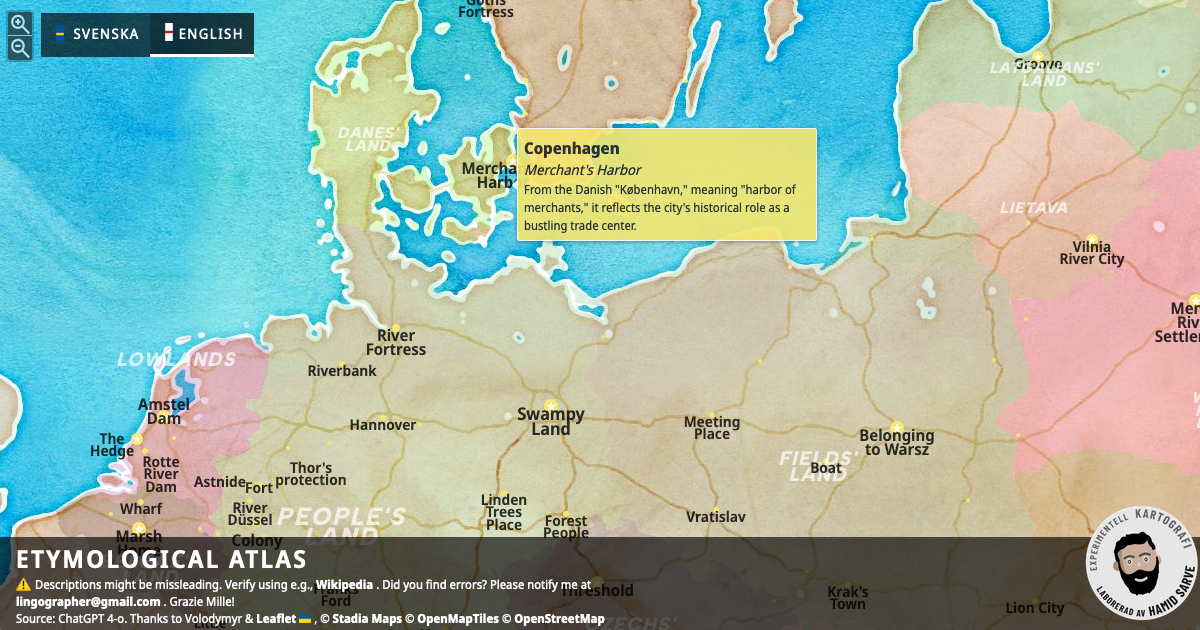 Goths
Fortress
SVENSKA
ENGLISH
Groove
LATGALIANS'
LAND
DANES'
LAND
Copenhagen
Merchant's Harbor
From the Danish "København," meaning "harbor of
merchants," it reflects the city's historical role as a
bustling trade center.
Mercha
Harb
LIETAVA
Vilnia
River City
Men
Riv
Settler
River
Fortress
LOWLANDS
Riverbank
Amstel
Dam
Swampy
Land
Hannover
Meeting
Place
Belonging
to Warsz
The
Hedge
FIELDS'
LAND
Boat
Rotte
River
Dam
Thor's
protection
Astnide
Fort
Linden
Trees
Place
Wharf
River
Düssel
PEOPLE'S
LAND
Forest
People
Vratislav
Marsh
Home
Colony
EXPERIMENTELL KARTOGRAFI
LABORERAD AV HAMID SARVE
ETYMOLOGICAL ATLAS
⚠ Descriptions might be missleading. Verify using e.g., Wikipedia . Did you find errors? Please notify me at
lingographer@gmail.com . Grazie Mille!
Source: ChatGPT 4-o. Thanks to Volodymyr & Leaflet , © Stadia Maps © OpenMapTiles © OpenStreetMap
Franks
Ford
Threshold
Krak's
Town
Lion City
Little
CZECHS'